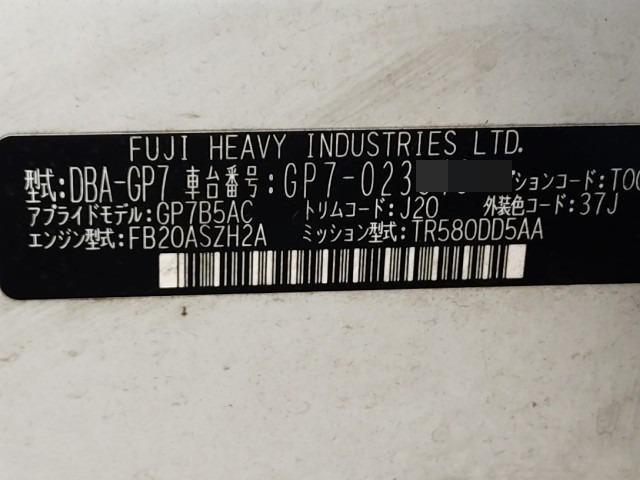 FUJI HEAVY INDUSTRIES LTD.
型式:DBA-GP7 車台番号:GP7-023 ションコード:TOC
アプライドモデル:GP7B5AC トリムコード:J20 外装色コード:37J
エンジン型式:FB20ASZH2A ミッション型式:TR580DD5AA